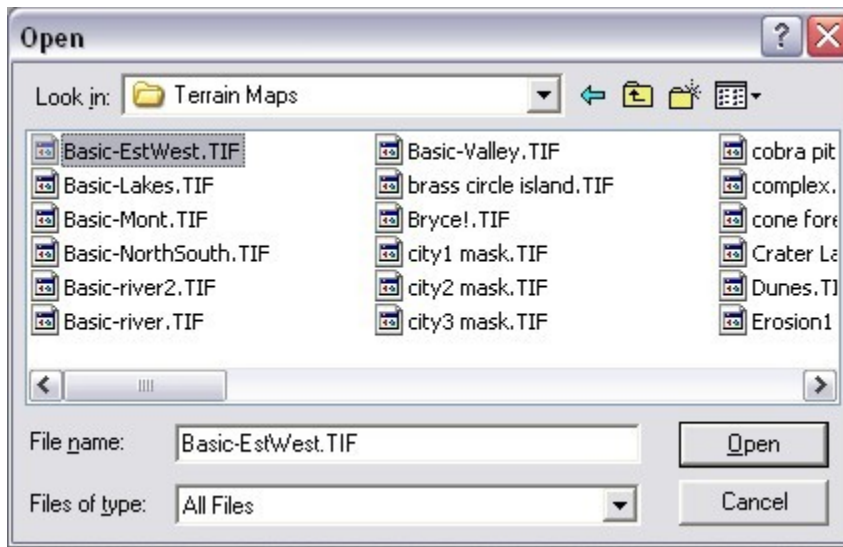 Open
Look in: Terrain Maps
Basic-EstWest.TIF
Basic-Lakes.TIF
Basic-Mont.TIF
Basic-NorthSouth.TIF
Basic-river2.TIF
Basic-river.TIF
Basic-Valley.TIF
brass circle island.TIF
Bryce!.TIF
city1 mask.TIF
city2 mask.TIF
city3 mask.TIF
cobra pit
complex.
cone fore
Crater La
Dunes.TI
Erosion1
File name: Basic-EstWest.TIF Open
Files of type: All Files Cancel